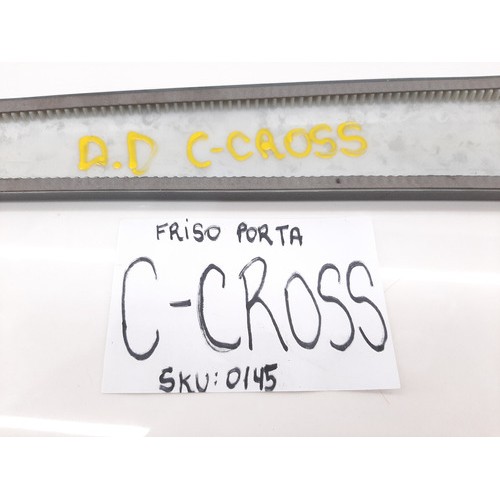 D.D C-CROSS
FRISO PORTA
C-CROSS
SKU: 0145